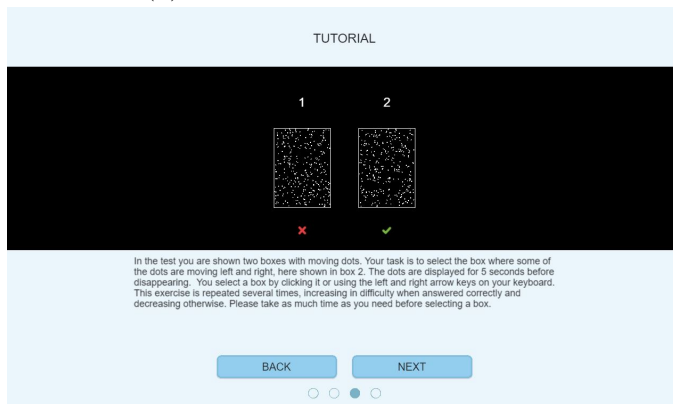 TUTORIAL
1 2
In the test you are shown two boxes with moving dots. Your task is to select the box where some of
the dots are moving left and right, here shown in box 2. The dots are displayed for 5 seconds before
disappearing.  You select a box by clicking it or using the left and right arrow keys on your keyboard.
This exercise is repeated several times, increasing in difficulty when answered correctly and
decreasing otherwise. Please take as much time as you need before selecting a box.
BACK NEXT